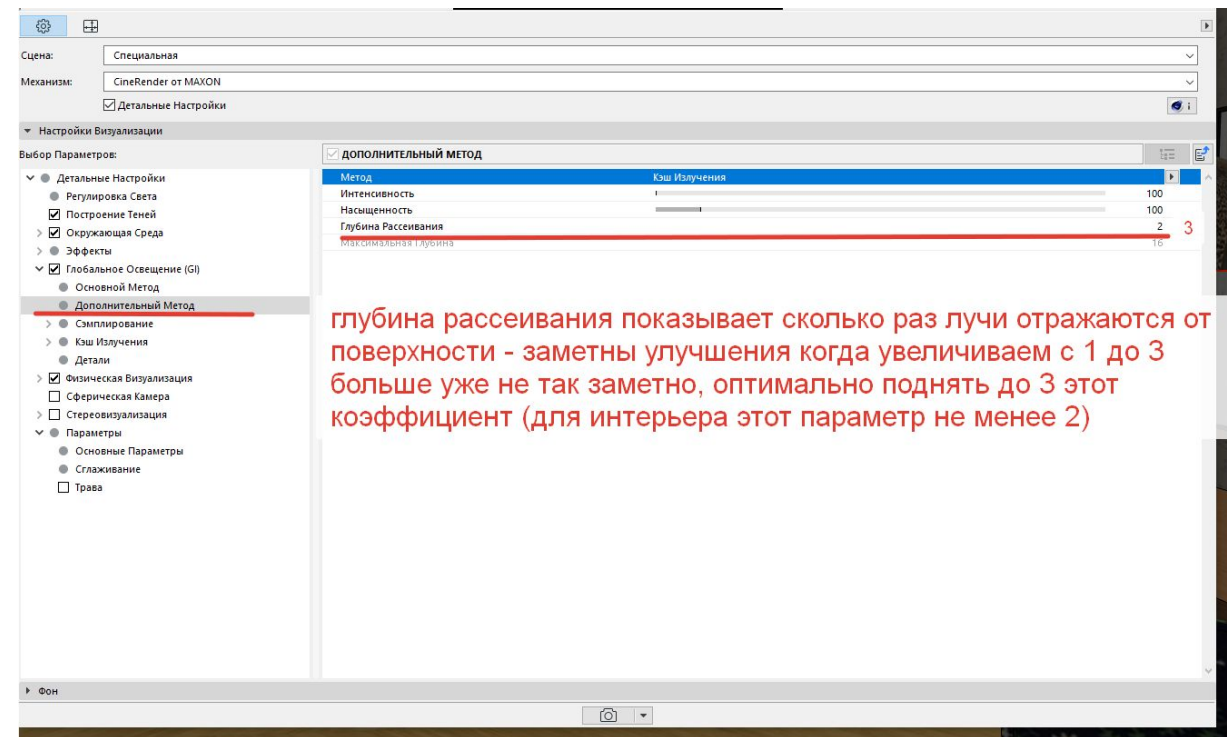 Сцена: Специальная
Механизм: CineRender от MAXON
Детальные Настройки
i
Настройки Визуализации
Выбор Параметров:
Детальные Настройки
Регулировка Света
Построение Теней
Окружающая Среда
Эффекты
Глобальное Освещение (GI)
Основной Метод
Дополнительный Метод
Сэмплирование
Кэш Излучения
Детали
Физическая Визуализация
Сферическая Камера
Стереовизуализация
Параметры
Основные Параметры
Сглаживание
Трава
ДОПОЛНИТЕЛЬНЫЙ МЕТОД
Метод Кэш Излучения
Интенсивность 100
Насыщенность 100
Глубина Рассеивания 2 3
Максимальная Глубина 16
глубина рассеивания показывает сколько раз лучи отражаются от
поверхности - заметны улучшения когда увеличиваем с 1 до 3
больше уже не так заметно, оптимально поднять до 3 этот
коэффициент (для интерьера этот параметр не менее 2)
Фон